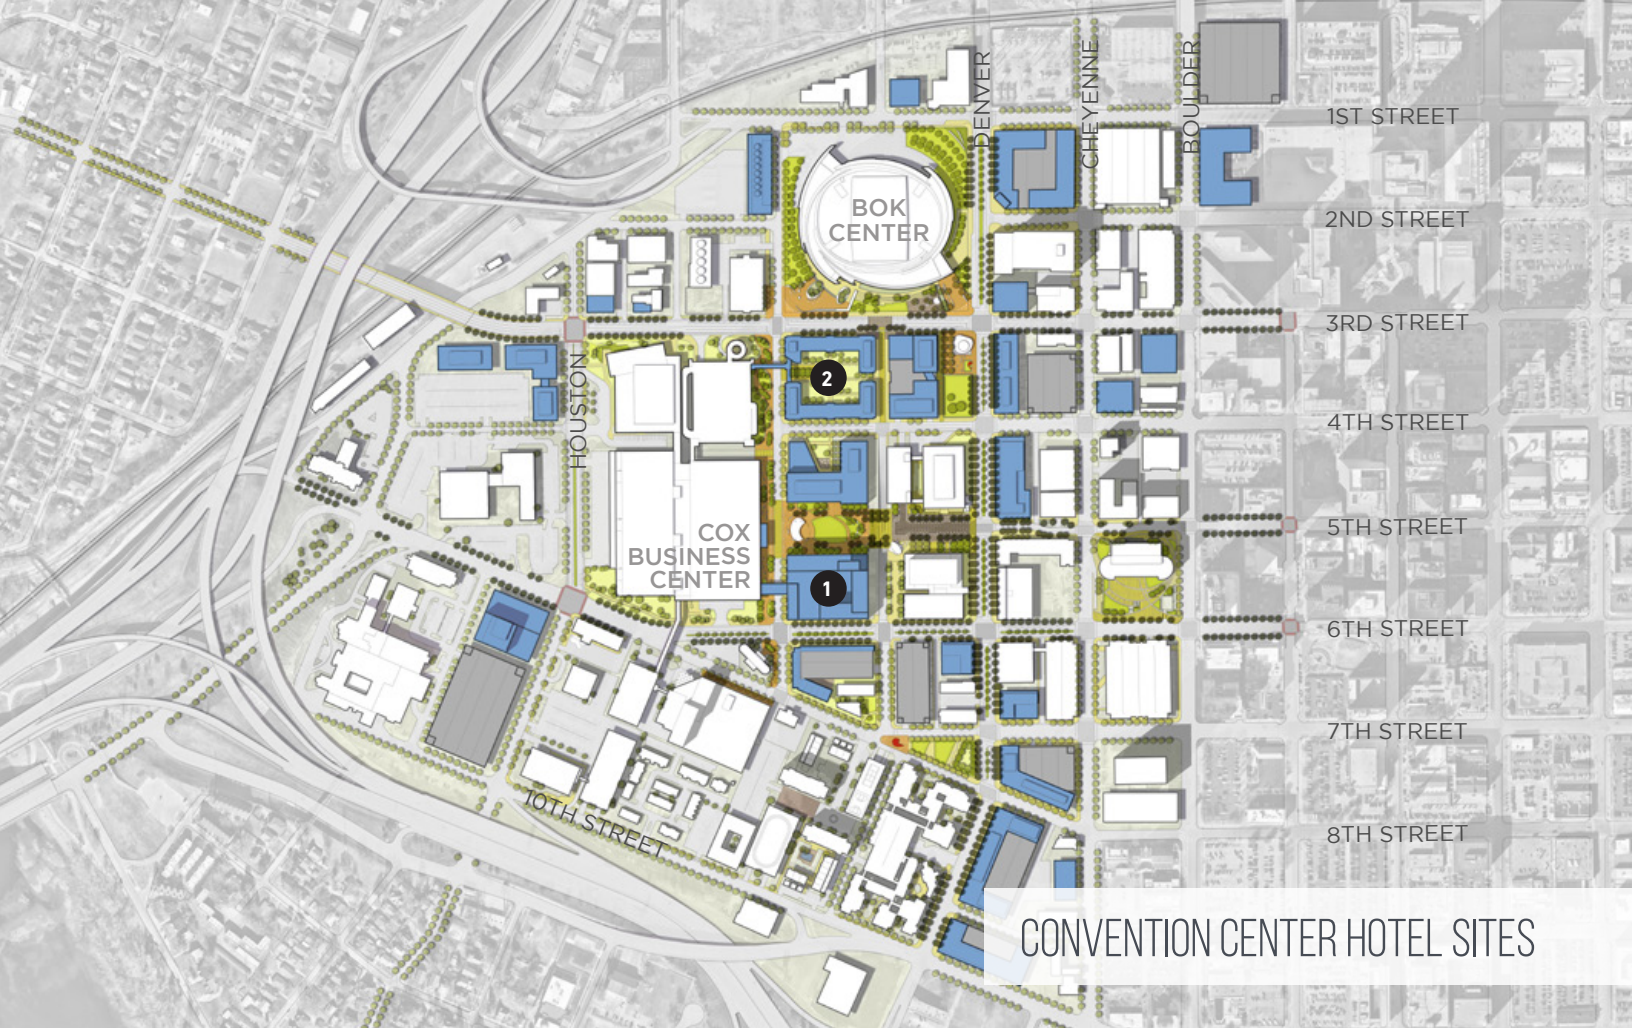 DENVER
CHEYENNE
BOULDER
1ST STREET
BOK
CENTER
2ND STREET
3RD STREET
HOUSTON
2
4TH STREET
COX
BUSINESS
CENTER
5TH STREET
1
6TH STREET
7TH STREET
10TH STREET
8TH STREET
CONVENTION CENTER HOTEL SITES